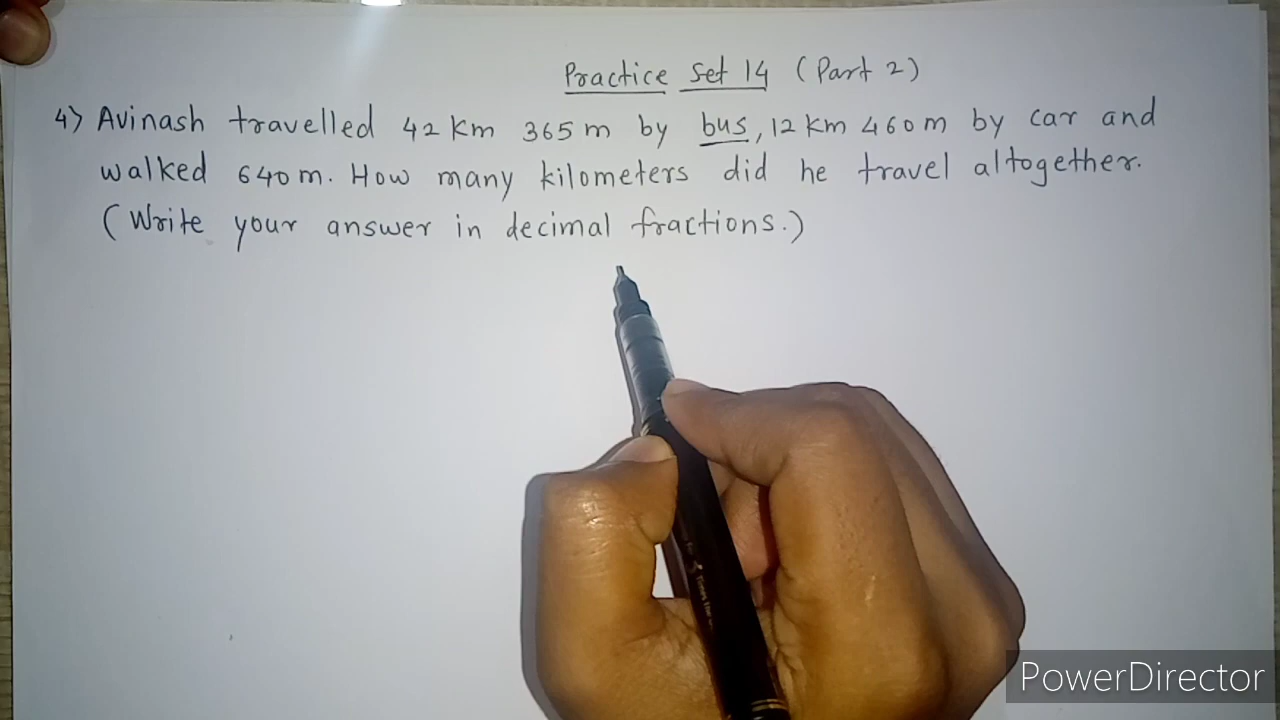 Practice Set 14 (Part 2)
4) Avinash travelled 42 km 365 m by bus, 12 km 460 m by car and
walked 640 m. How many kilometers did he travel altogether.
(Write your answer in decimal fractions.)
PowerDirector